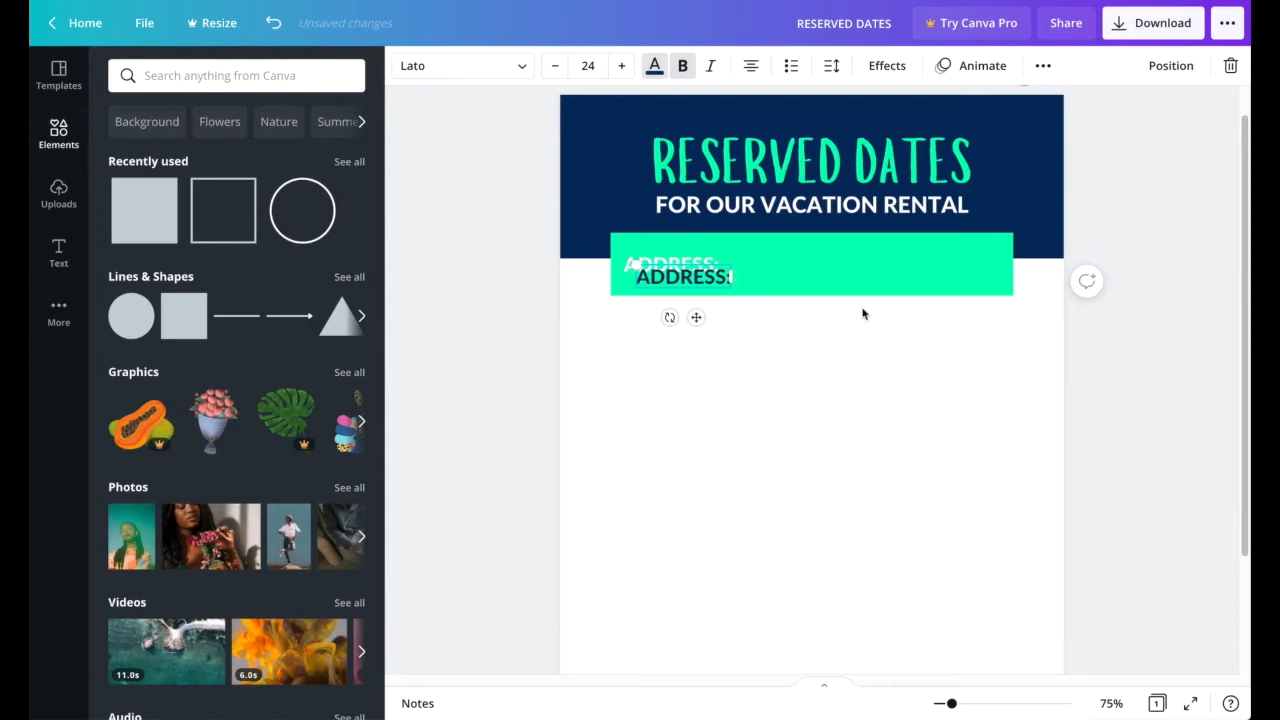 Home
File
Resize
Unsaved changes
RESERVED DATES
Try Canva Pro
Share
Download
Templates
Elements
Uploads
Text
More
Search anything from Canva
Background
Flowers
Nature
Summe
Recently used
See all
Lines & Shapes
See all
Graphics
See all
Photos
See all
Videos
See all
11.0s
6.0s
Audio
See all
Lato
24
A
B
I
Effects
Animate
Position
RESERVED DATES
FOR OUR VACATION RENTAL
ADDRESS:
ADDRESS:
Notes
75%
1